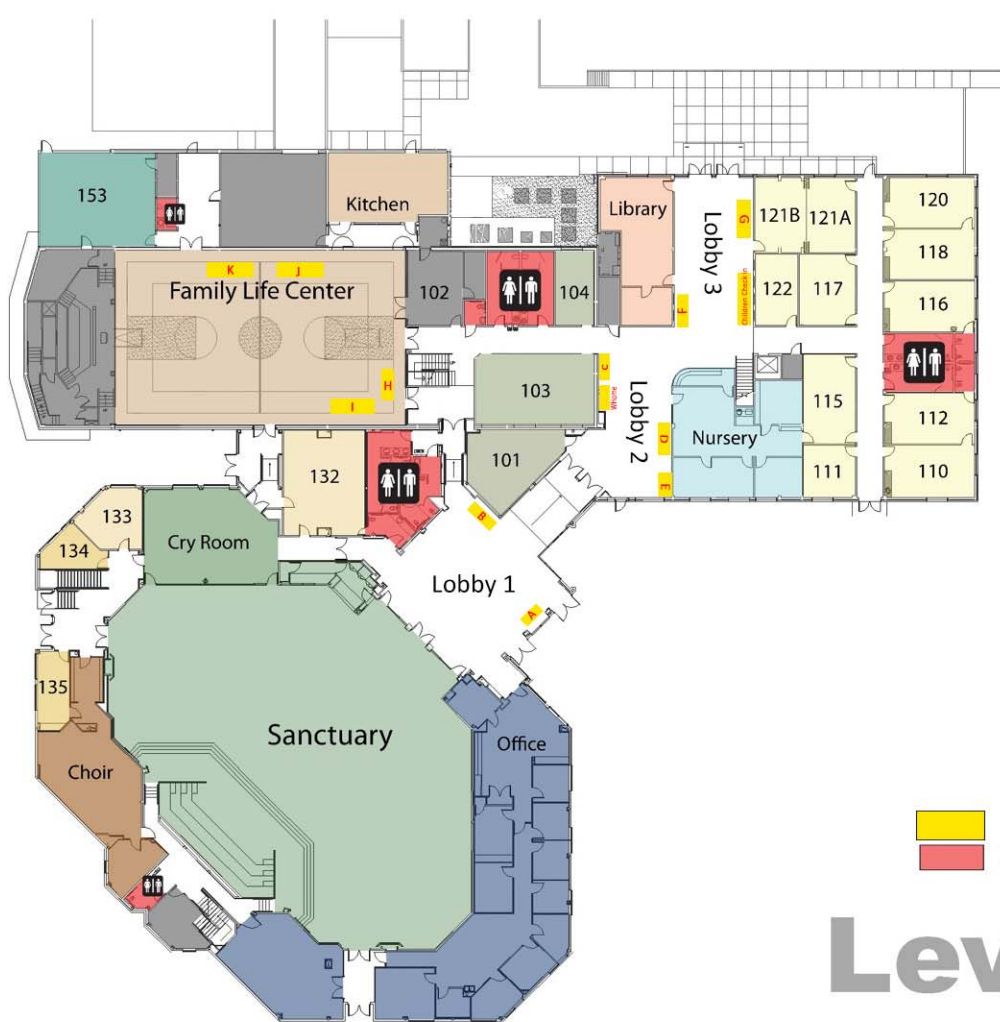 153
Kitchen
Library
Lobby 3
G
121B
121A
120
118
K
J
Family Life Center
102
104
F
Children Check In
122
117
116
H
I
103
C
Lobby 2
D
E
Nursery
115
112
111
110
132
101
B
133
134
Cry Room
Lobby 1
A
135
Choir
Sanctuary
Office
Lev